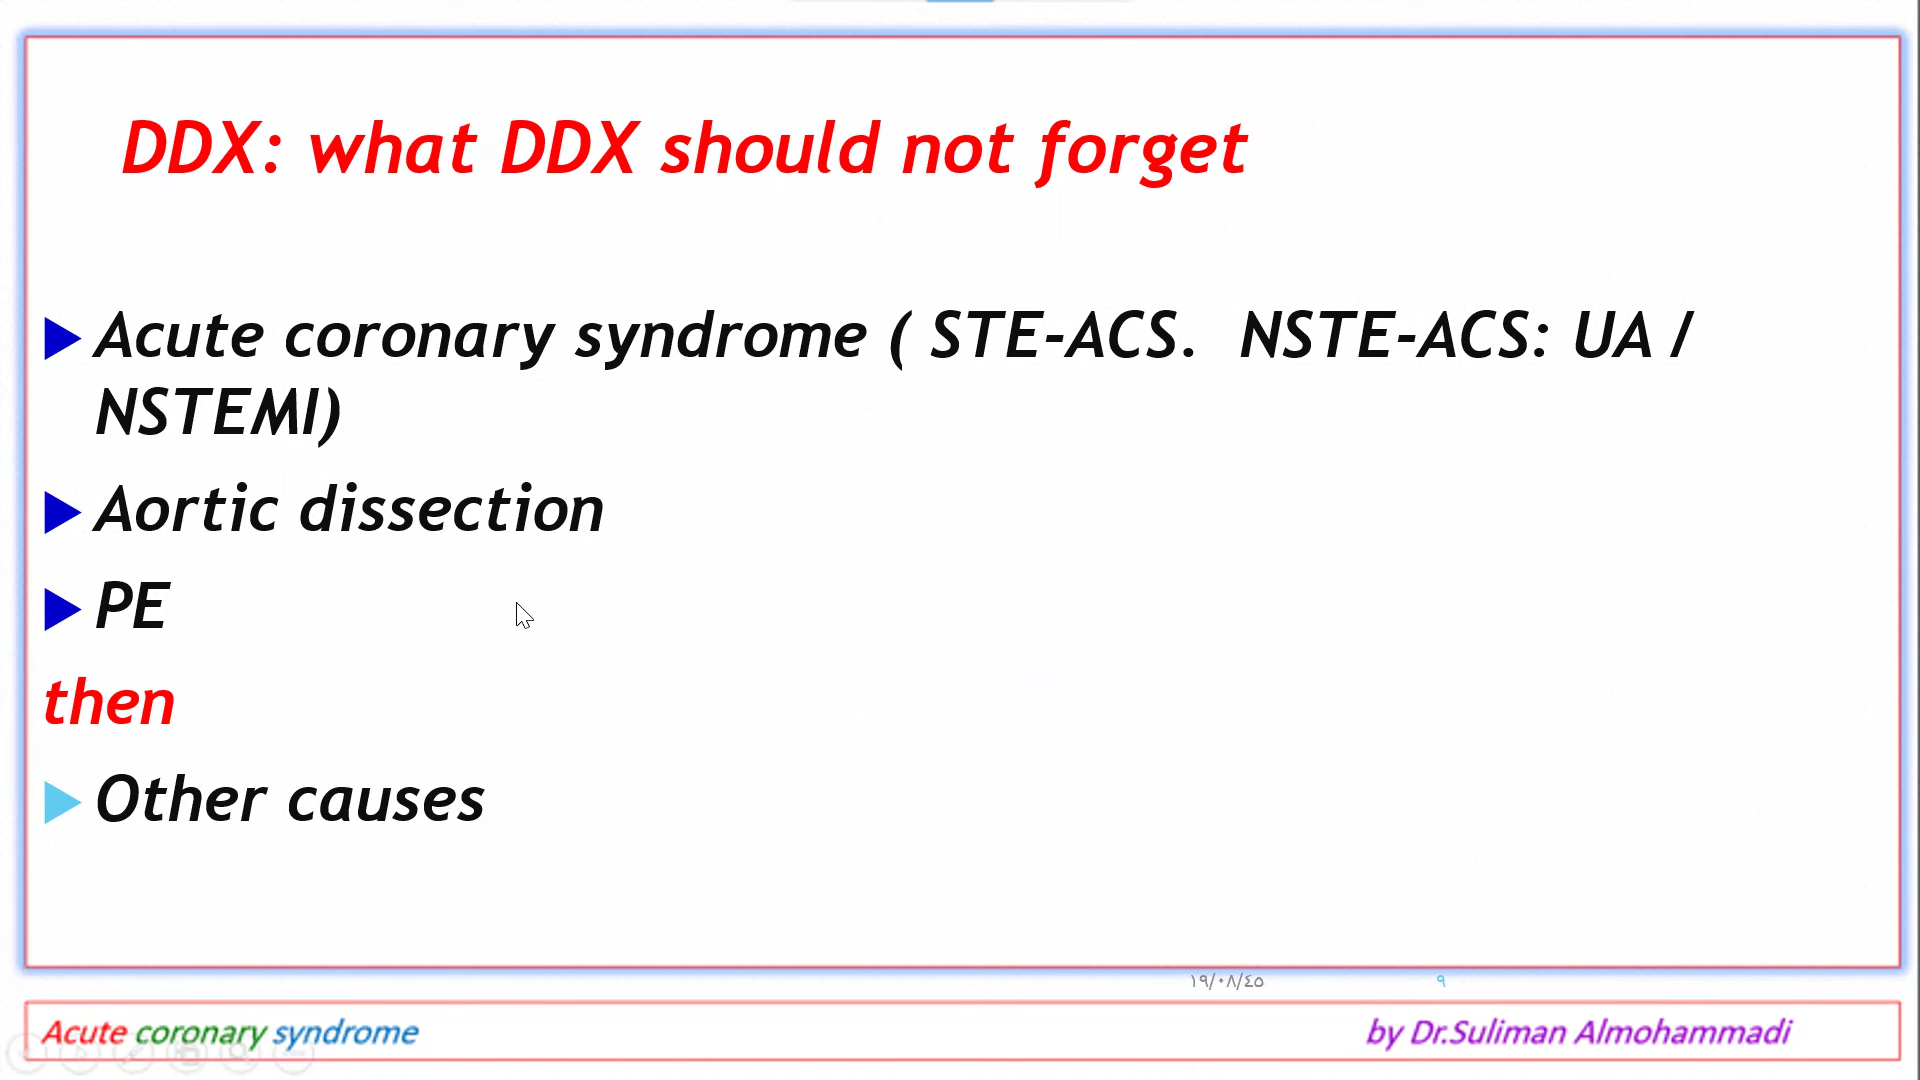 DDX: what DDX should not forget
Acute coronary syndrome ( STE-ACS. NSTE-ACS: UA /
NSTEMI)
Aortic dissection
PE
then
Other causes
١٩/٠٨/٤٥
٩
Acute coronary syndrome
by Dr.Suliman Almohammadi